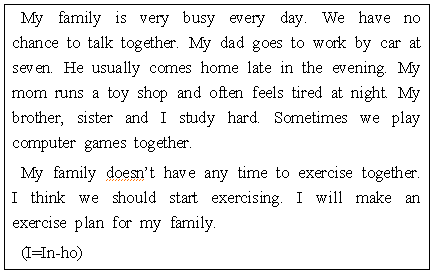 My family is very busy every day. We have no
chance to talk together. My dad goes to work by car at
seven. He usually comes home late in the evening. My
mom runs a toy shop and often feels tired at night. My
brother, sister and I study hard. Sometimes we play
computer games together.
My family doesn't have any time to exercise together.
I think we should start exercising. I will make an
exercise plan for my family.
(I=In-ho)